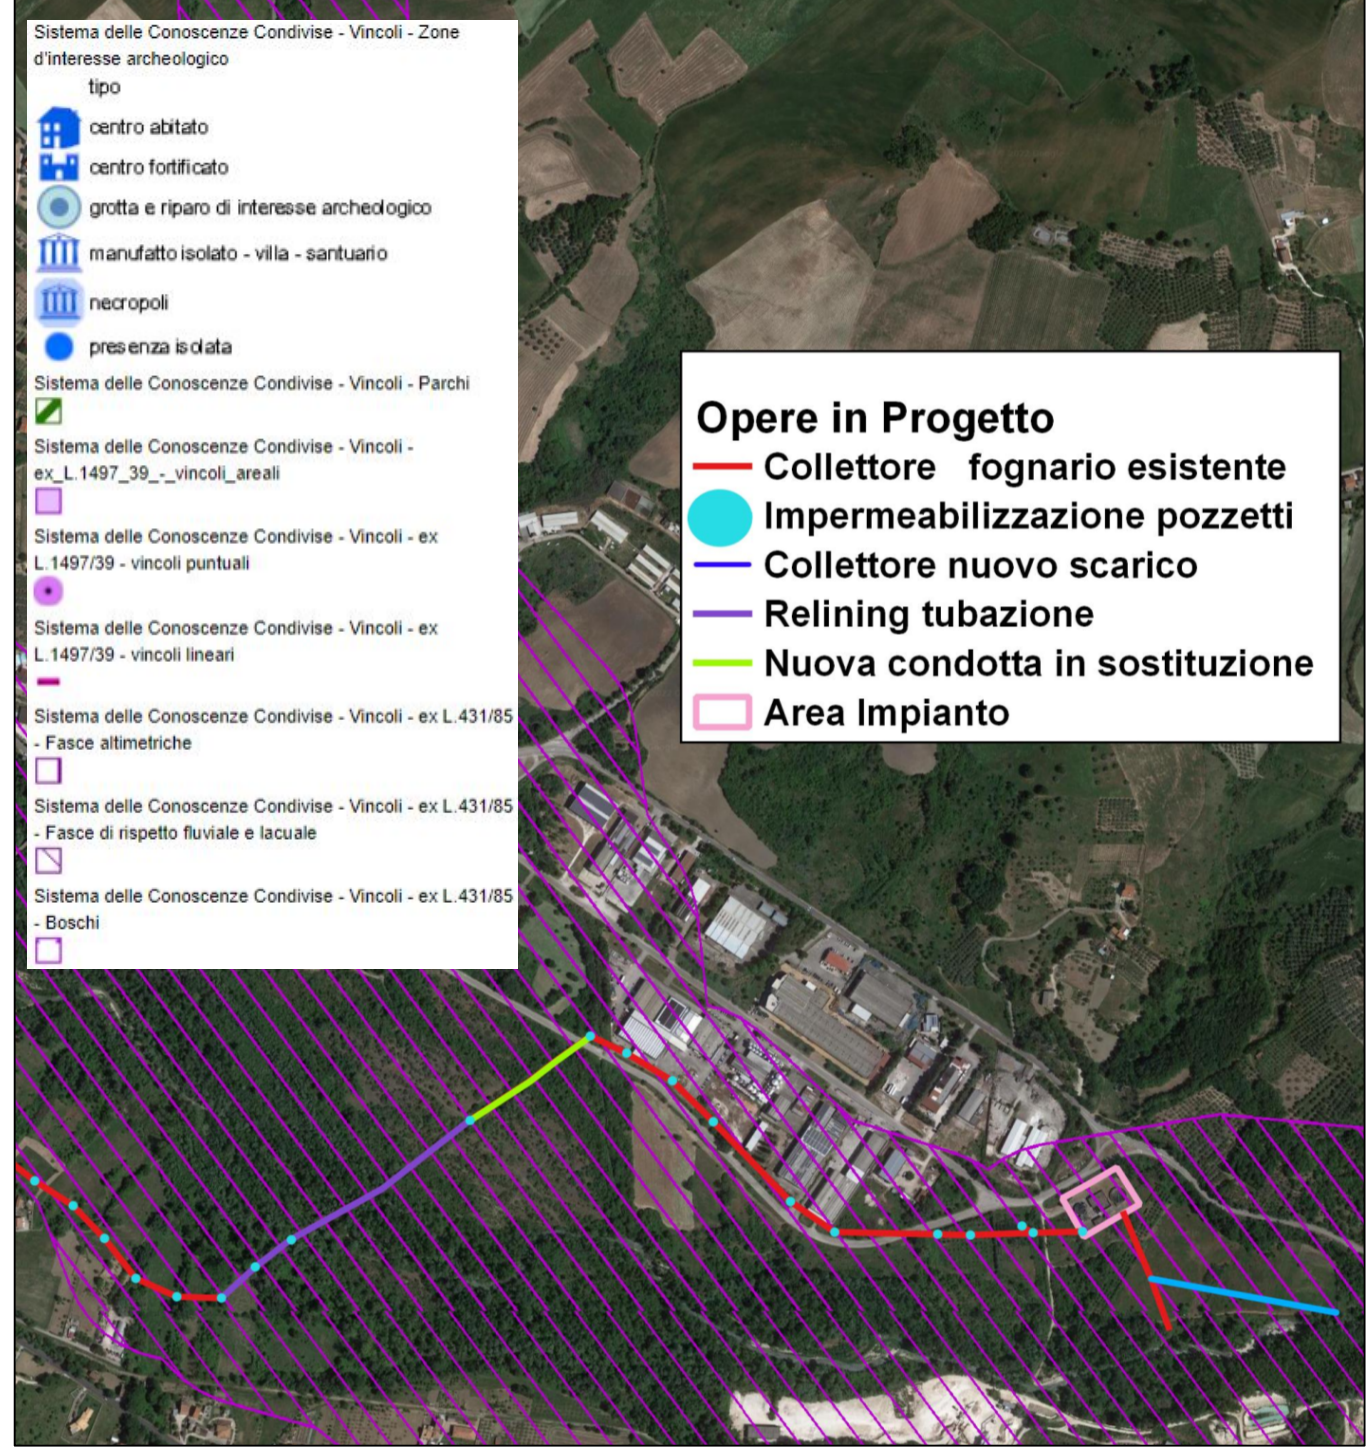 Sistema delle Conoscenze Condivise - Vincoli - Zone
d'interesse archeologico
tipo
centro abitato
centro fortificato
grotta e riparo di interesse archeologico
manufatto isolato - villa - santuario
necropoli
presenza isolata
Sistema delle Conoscenze Condivise - Vincoli - Parchi
Sistema delle Conoscenze Condivise - Vincoli -
ex_L.1497_39_-_vincoli_areali
Sistema delle Conoscenze Condivise - Vincoli - ex
L.1497/39 - vincoli puntuali
Sistema delle Conoscenze Condivise - Vincoli - ex
L.1497/39 - vincoli lineari
Sistema delle Conoscenze Condivise - Vincoli - ex L.431/85
- Fasce altimetriche
Sistema delle Conoscenze Condivise - Vincoli - ex L.431/85
- Fasce di rispetto fluviale e lacuale
Sistema delle Conoscenze Condivise - Vincoli - ex L.431/85
- Boschi
Opere in Progetto
Collettore fognario esistente
Impermeabilizzazione pozzetti
Collettore nuovo scarico
Relining tubazione
Nuova condotta in sostituzione
Area Impianto